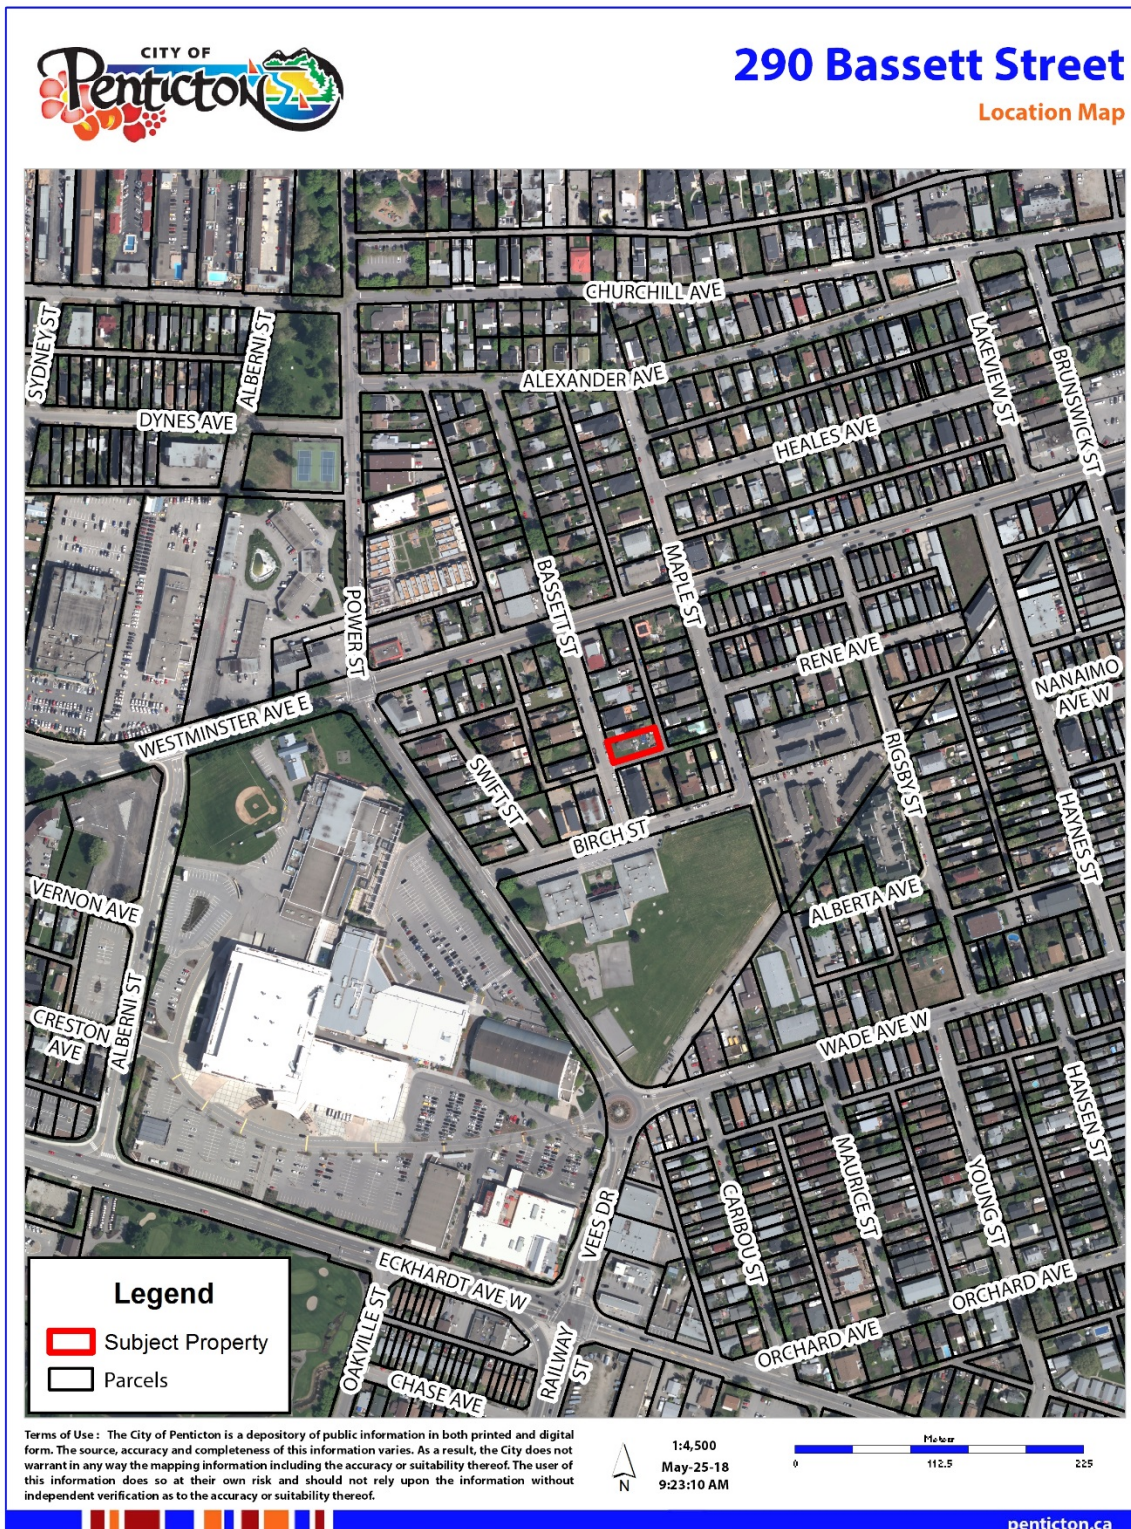 CITY OF
Penticton
290 Bassett Street
Location Map
CHURCHILL AVE
SYDNEY ST
ALBERNI ST
LAKEVIEW ST
BRUNSWICK ST
ALEXANDER AVE
DYNES AVE
HEALES AVE
BASSETT ST
MAPLE ST
POWER ST
RENE AVE
NANAIMO
AVE W
WESTMINSTER AVE E
SWIFT ST
RIGSBY ST
HAYNES ST
BIRCH ST
VERNON AVE
ALBERTA AVE
ALBERNI ST
CRESTON
AVE
WADE AVE W
HANSEN ST
MAURICE ST
YOUNG ST
CARIBOU ST
VEES DR
ECKHARDT AVE W
ORCHARD AVE
ORCHARD AVE
OAKVILLE ST
RAILWAY
ST
CHASE AVE
Legend
Subject Property
Parcels
Terms of Use : The City of Penticton is a depository of public information in both printed and digital
form. The source, accuracy and completeness of this information varies. As a result, the City does not
warrant in any way the mapping information including the accuracy or suitability thereof. The user of
this information does so at their own risk and should not rely upon the information without
independent verification as to the accuracy or suitability thereof.
N
1:4,500
May-25-18
9:23:10 AM
Meter
0 112.5 225
penticton.ca